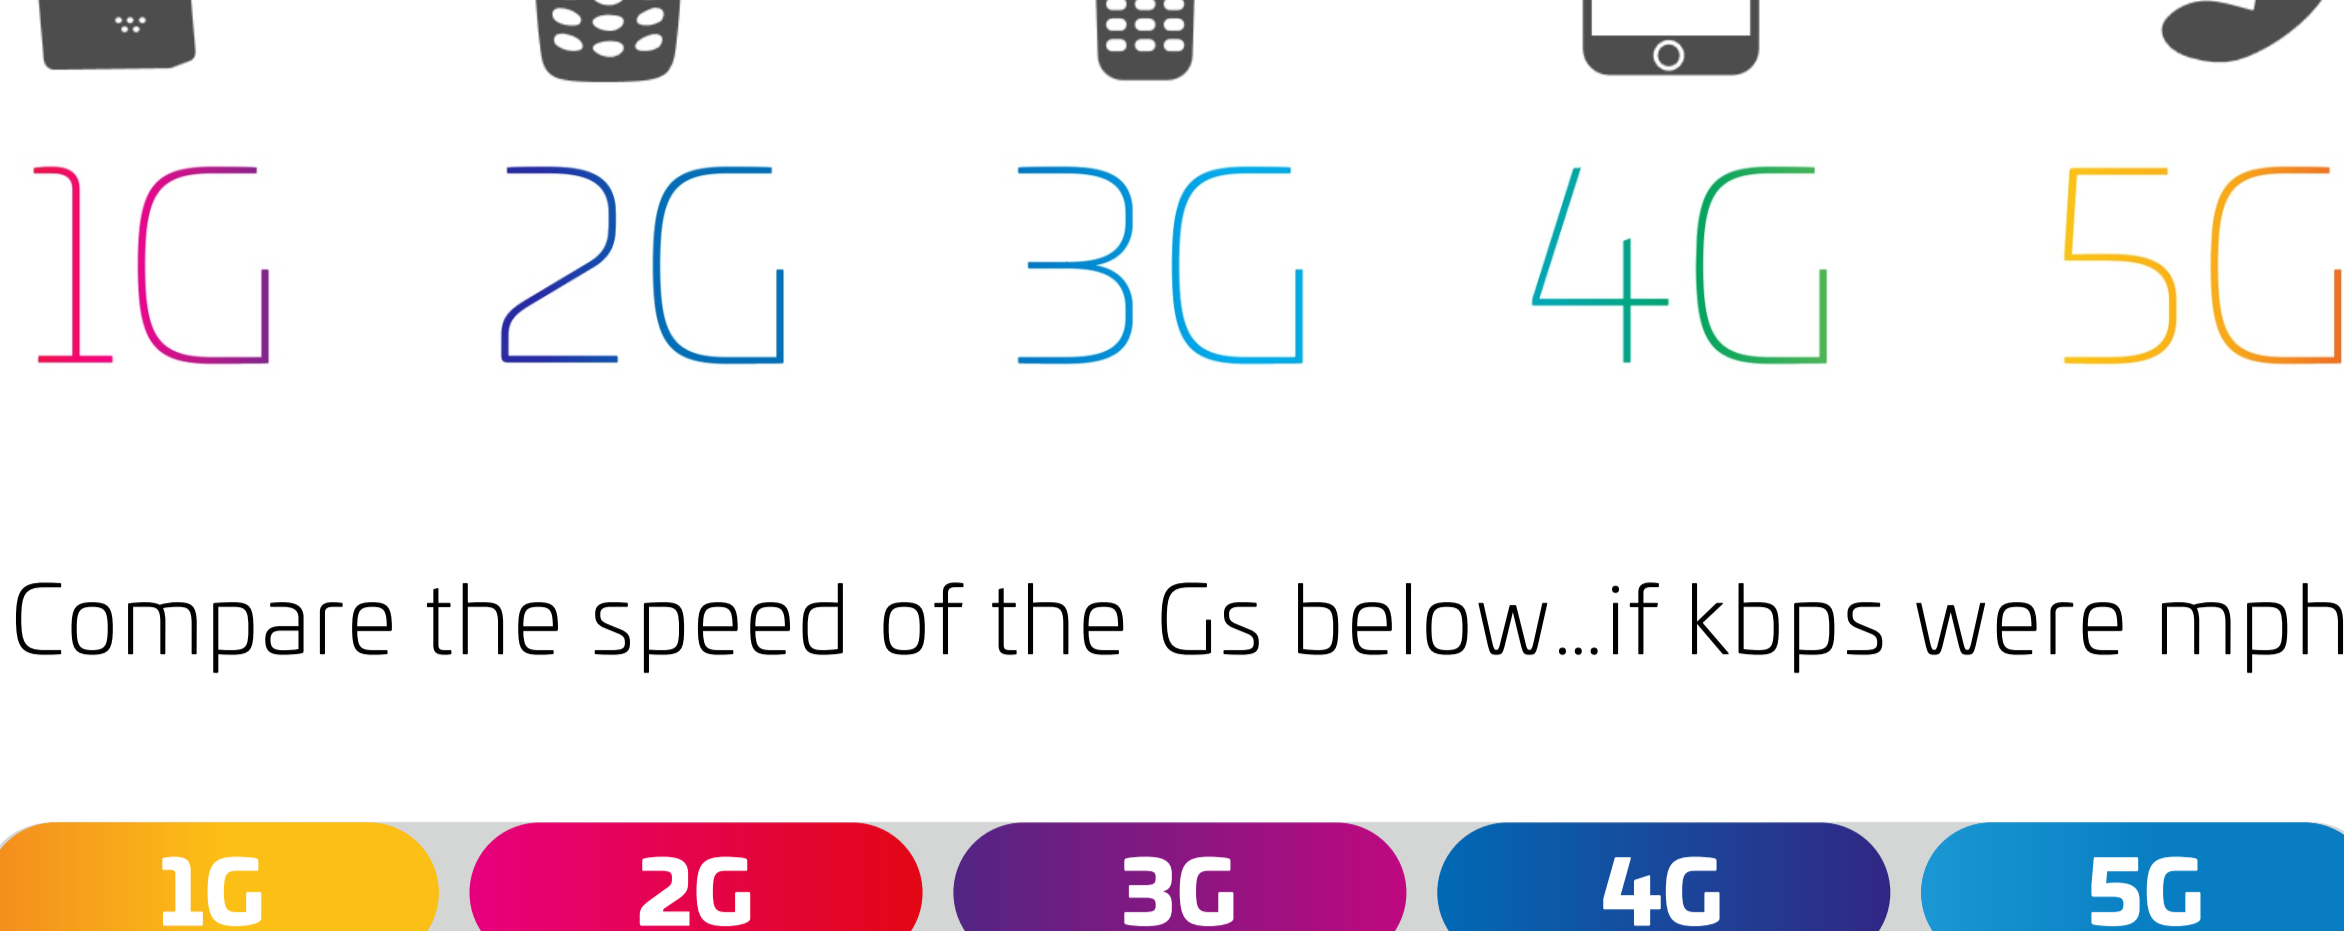 1G 2G 3G 4G 5G
Compare the speed of the Gs below...if kbps were mph
1G 2G 3G 4G 5G